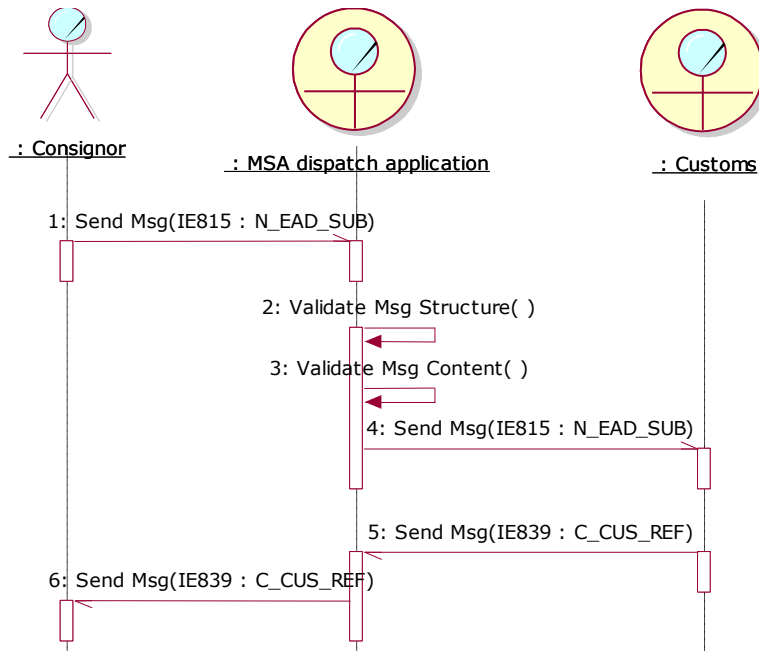 : Consignor
: MSA dispatch application
: Customs
1: Send Msg(IE815 : N_EAD_SUB)
2: Validate Msg Structure( )
3: Validate Msg Content( )
4: Send Msg(IE815 : N_EAD_SUB)
5: Send Msg(IE839 : C_CUS_REF)
6: Send Msg(IE839 : C_CUS_REF)